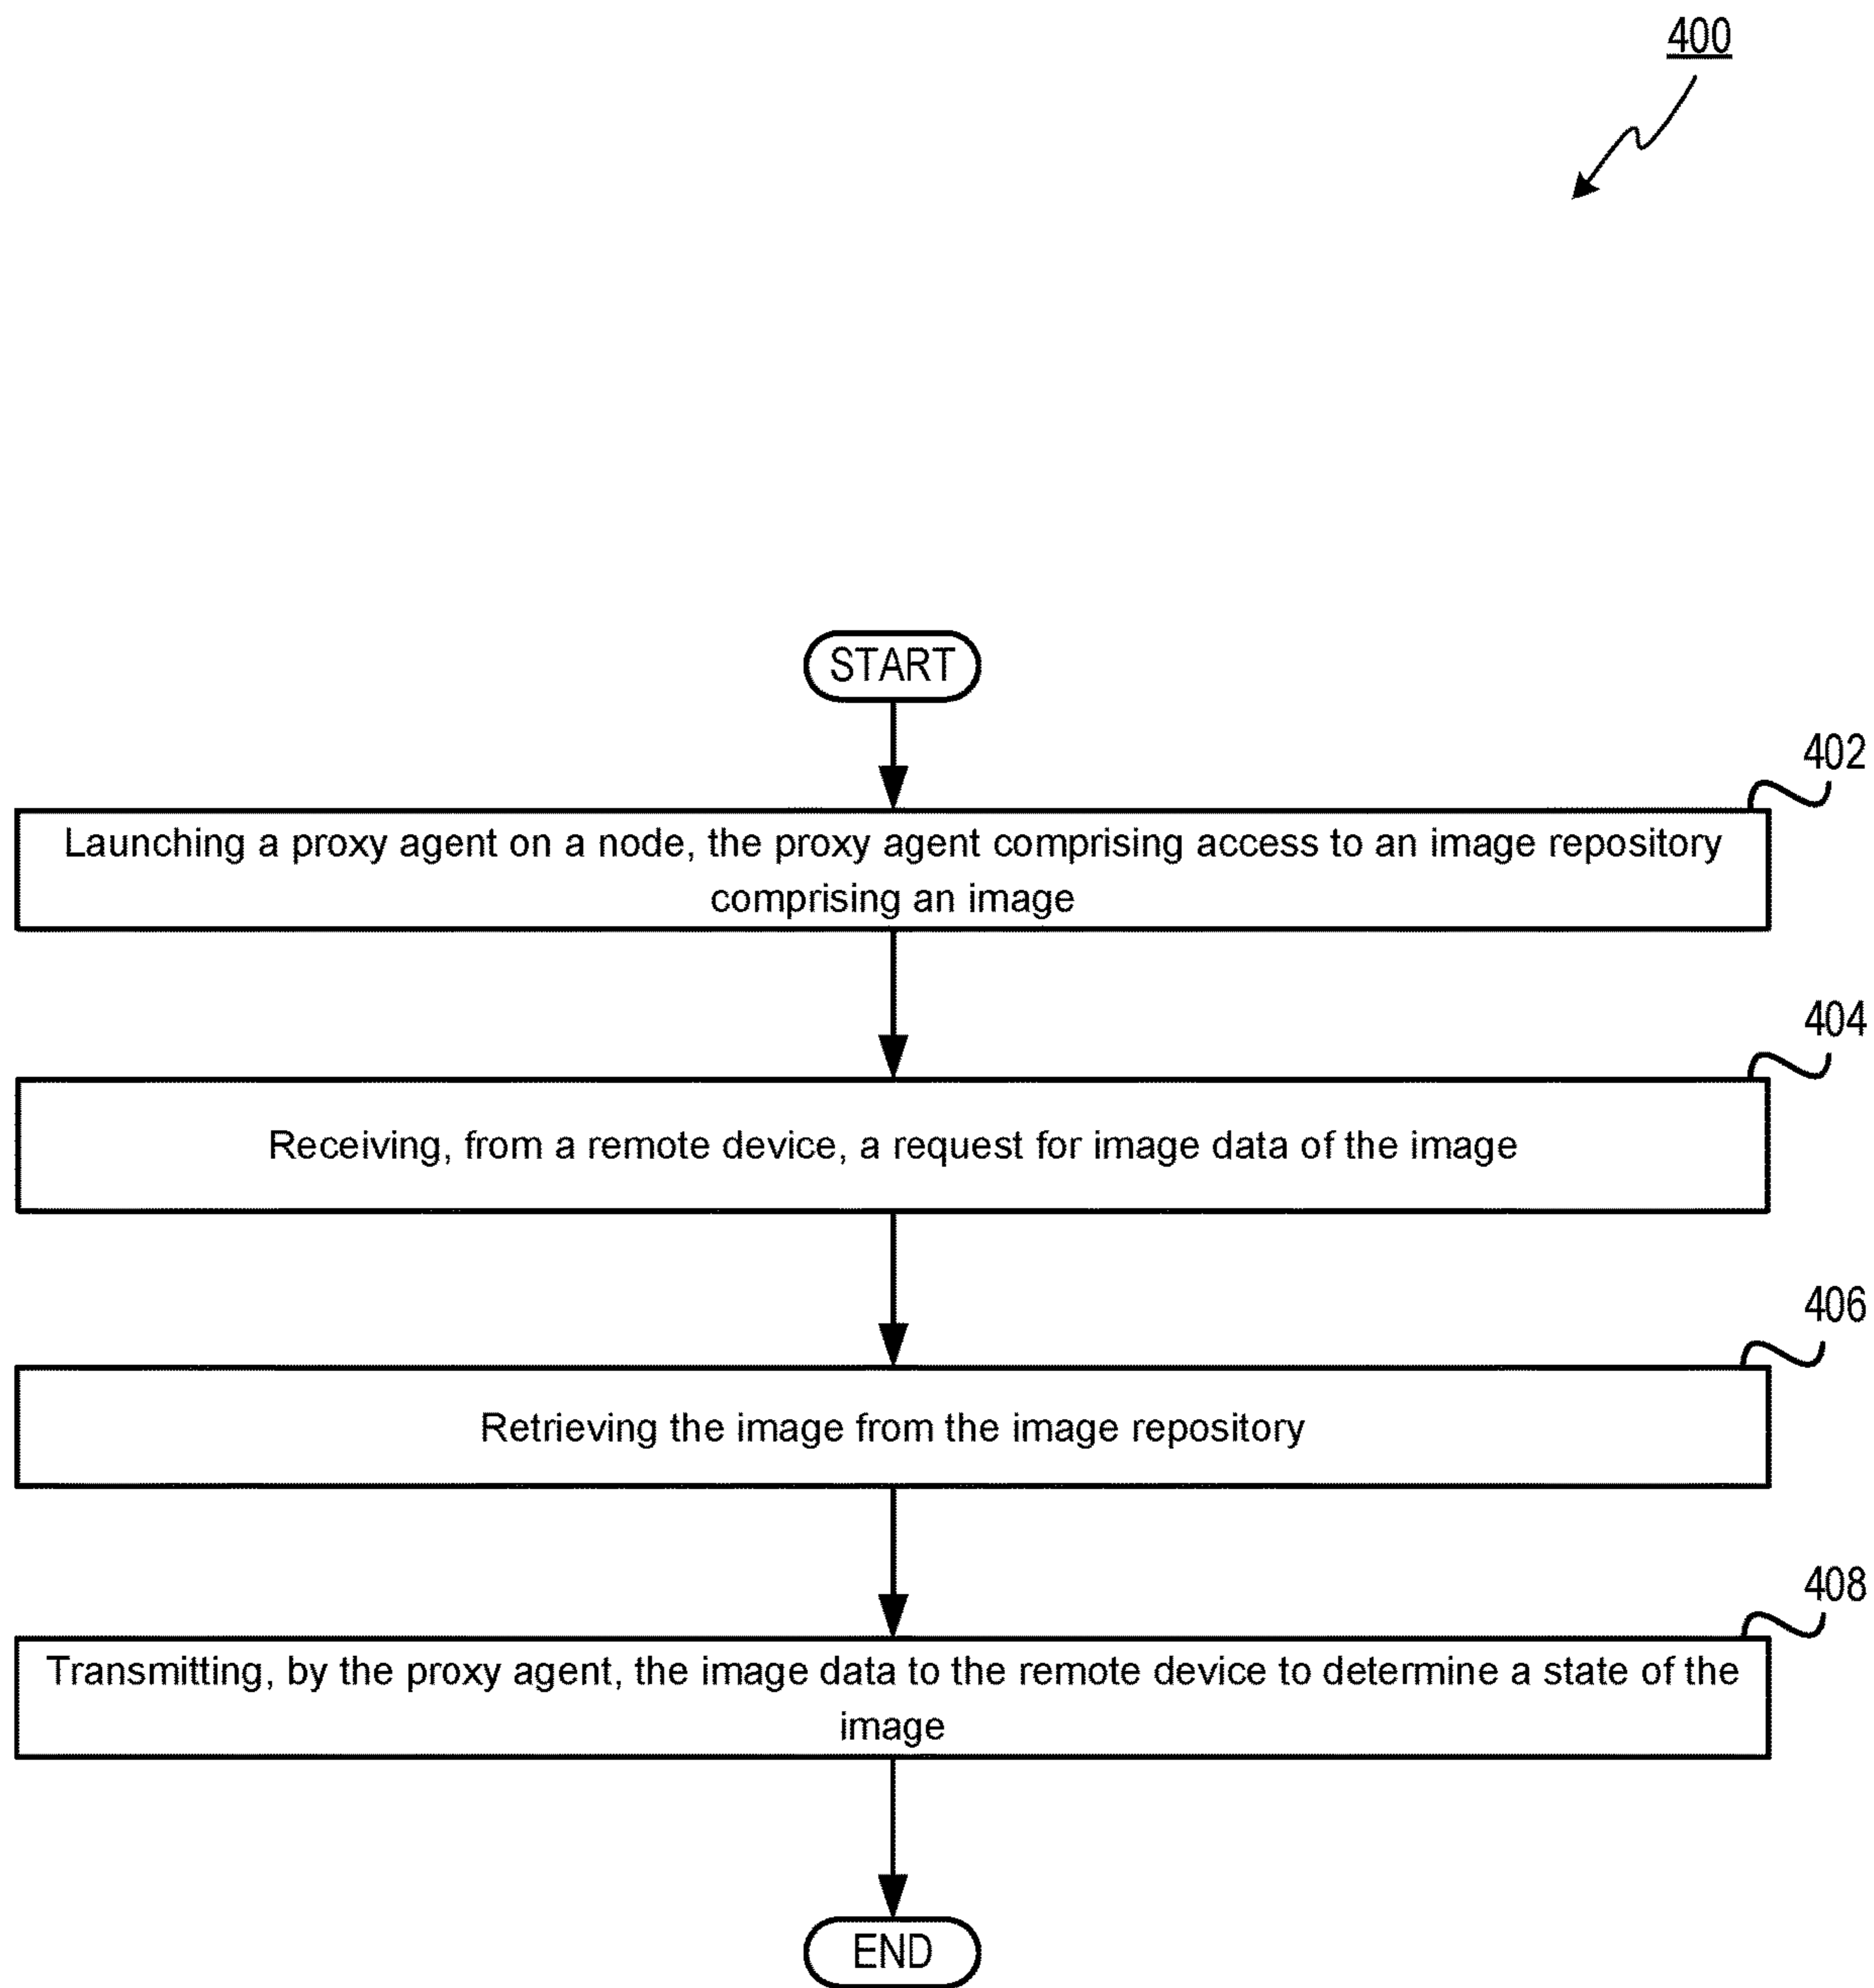 400
START
402
Launching a proxy agent on a node, the proxy agent comprising access to an image repository
comprising an image
404
Receiving, from a remote device, a request for image data of the image
406
Retrieving the image from the image repository
408
Transmitting, by the proxy agent, the image data to the remote device to determine a state of the
image
END